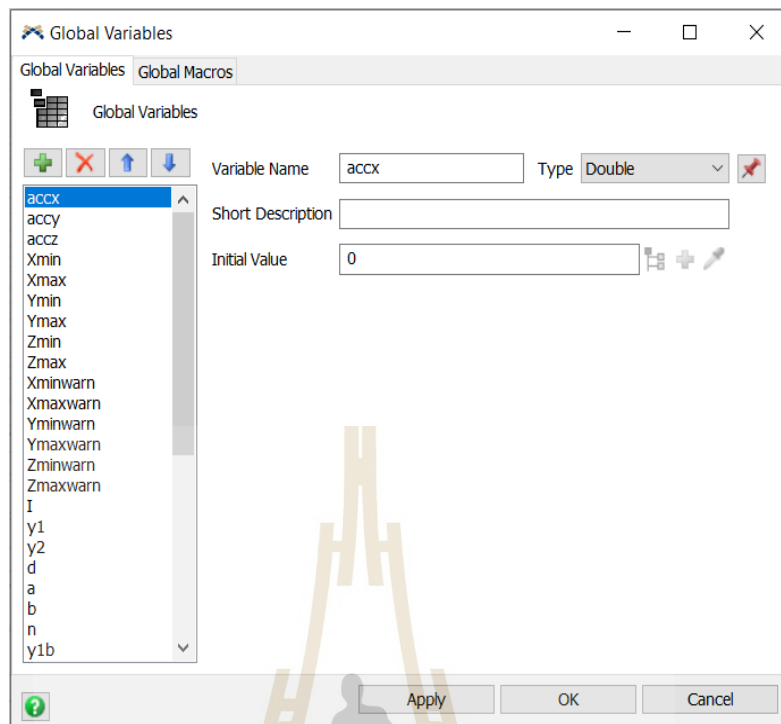 Global Variables
Global Variables Global Macros
Global Variables
Variable Name accx Type Double
Short Description
Initial Value 0
accx
accy
accz
Xmin
Xmax
Ymin
Ymax
Zmin
Zmax
Xminwarn
Xmaxwarn
Yminwarn
Ymaxwarn
Zminwarn
Zmaxwarn
I
y1
y2
d
a
b
n
y1b
Apply OK Cancel